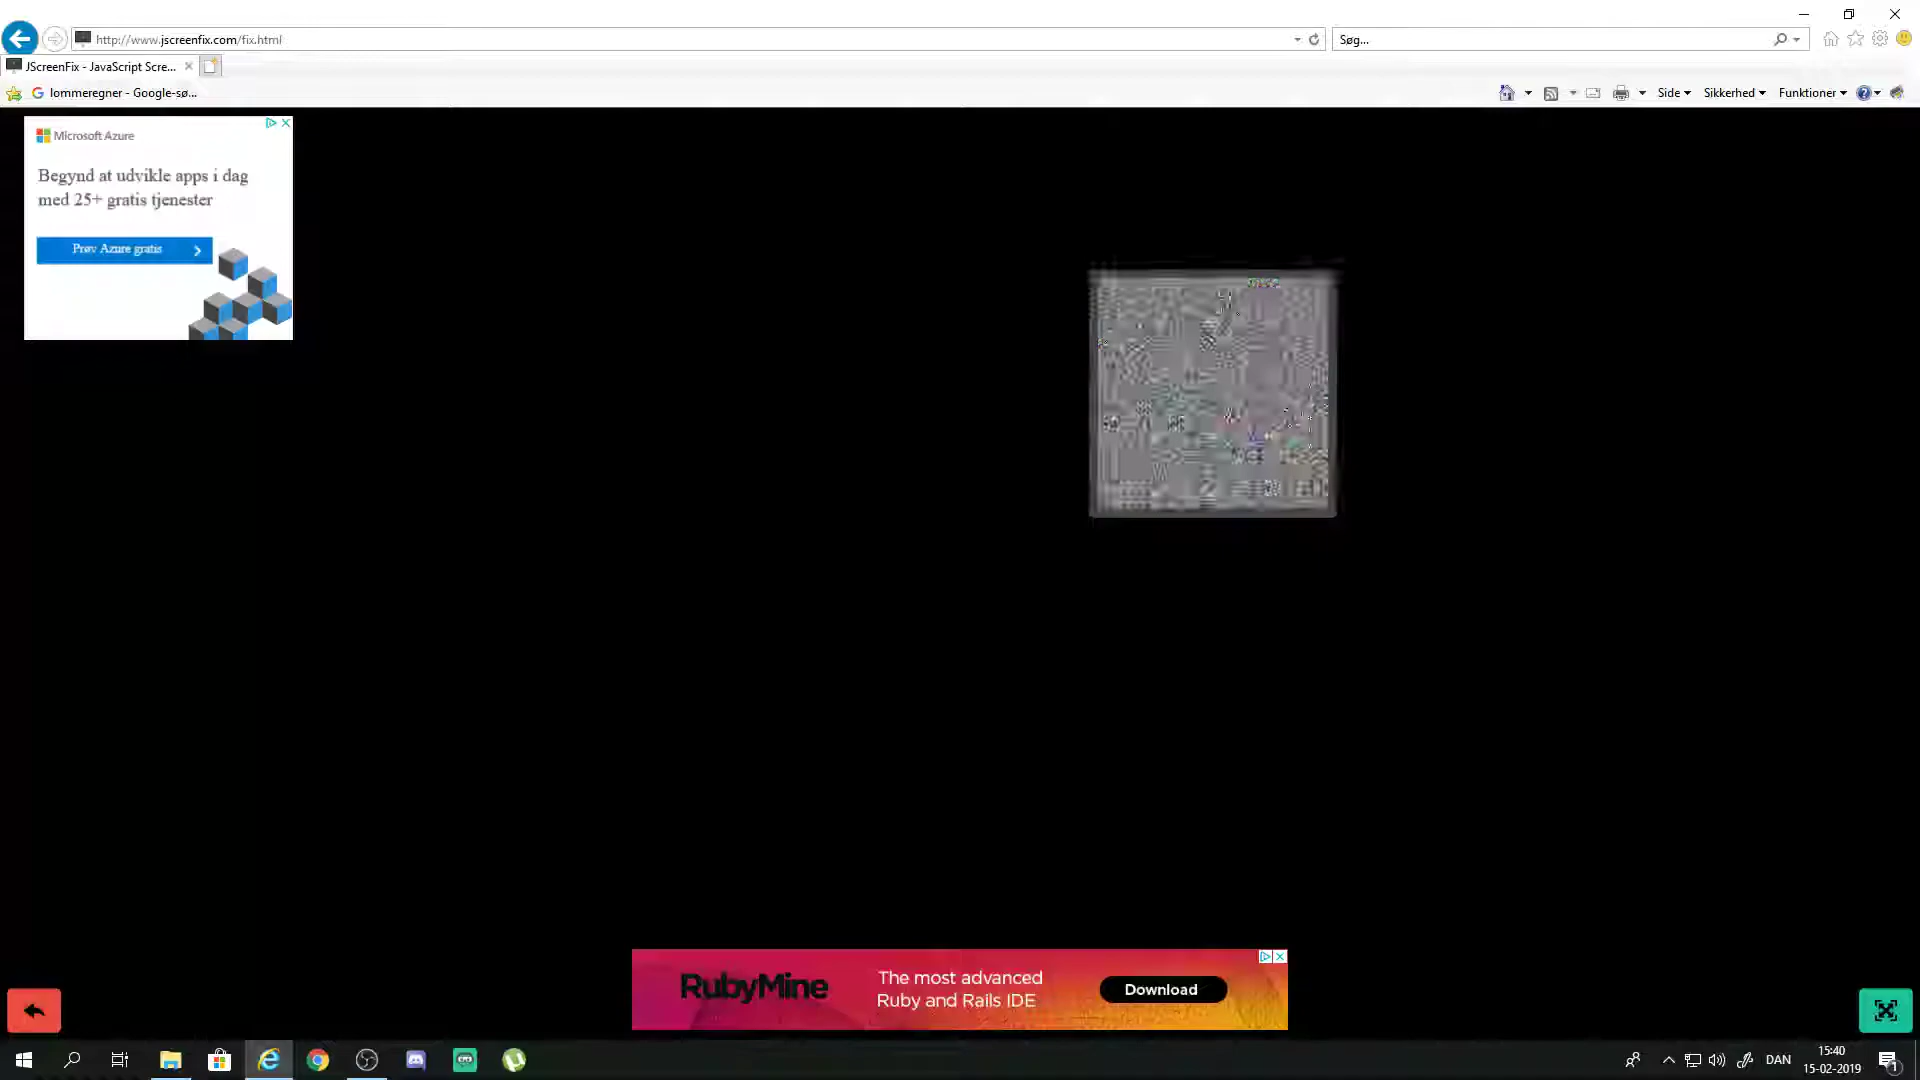 http://www.jscreenfix.com/fix.html
Søg...
JScreenFix - JavaScript Scre...
lommeregner - Google-sø...
Side
Sikkerhed
Funktioner
Microsoft Azure
Begynd at udvikle apps i dag
med 25+ gratis tjenester
Prøv Azure gratis
RubyMine
The most advanced
Ruby and Rails IDE
Download
DAN
15:40
15-02-2019
1